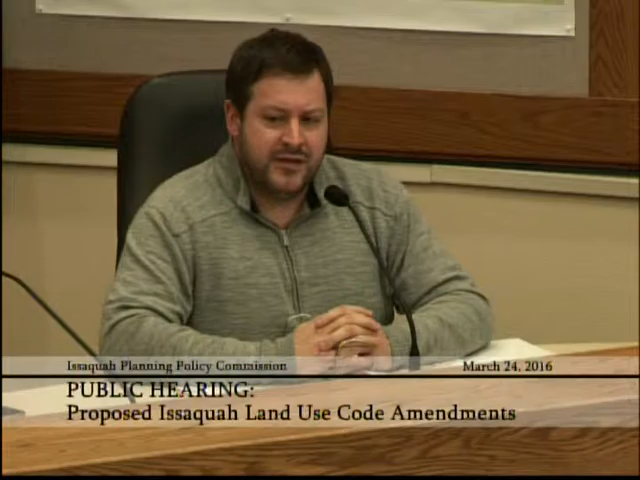 Issaquah Planning Policy Commission March 24, 2016
PUBLIC HEARING:
Proposed Issaquah Land Use Code Amendments